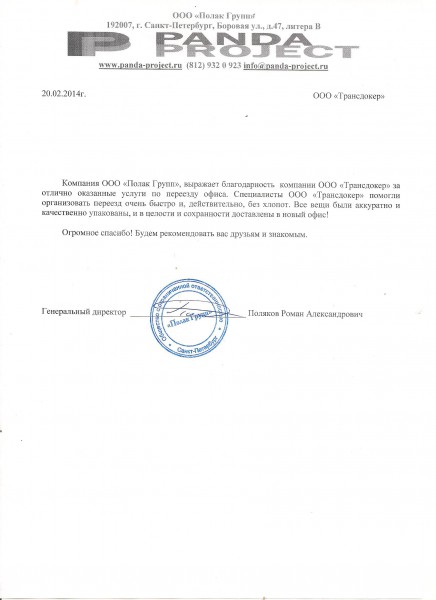 ООО «Полак Групп»
192007, г. Санкт-Петербург, Боровая ул., д.47, литера В
P PANDA
PROJECT
www.panda-project.ru (812) 932 0 923 info@panda-project.ru
20.02.2014г.
ООО «Трансдокер»
Компания ООО «Полак Групп», выражает благодарность компании ООО «Трансдокер» за
отлично оказанные услуги по переезду офиса. Специалисты ООО «Трансдокер» помогли
организовать переезд очень быстро и, действительно, без хлопот. Все вещи были аккуратно и
качественно упакованы, и в целости и сохранности доставлены в новый офис!
Огромное спасибо! Будем рекомендовать вас друзьям и знакомым.
Генеральный директор
Поляков Роман Александрович
Общество с ограниченной ответственностью
«Полак Групп»
Санкт-Петербург